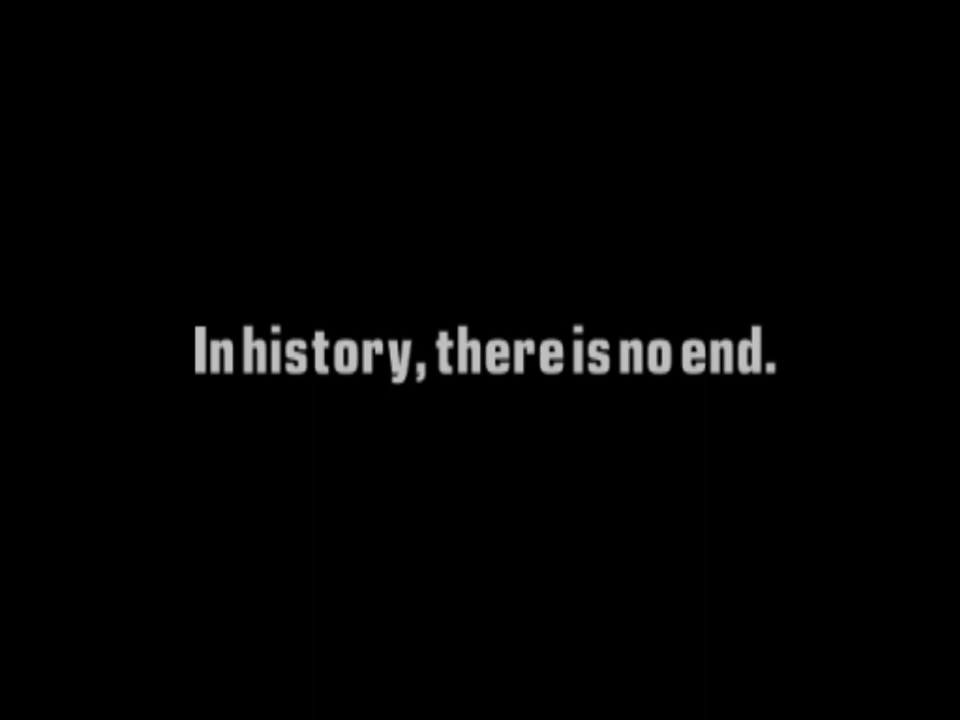 In history, there is no end.